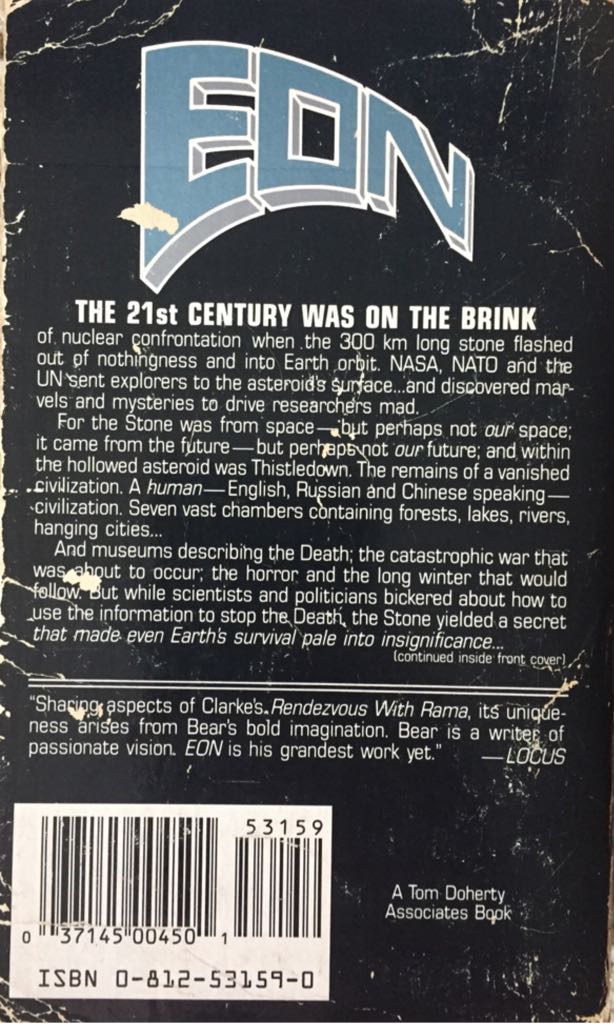 EON
THE 21st CENTURY WAS ON THE BRINK
of nuclear confrontation when the 300 km long stone flashed
out of nothingness and into Earth orbit. NASA, NATO and the
UN sent explorers to the asteroid's surface...and discovered mar-
vels and mysteries to drive researchers mad.
For the Stone was from space—but perhaps not our space;
it came from the future—but perhaps not our future; and within
the hollowed asteroid was Thistledown. The remains of a vanished
civilization. A human—English, Russian and Chinese speaking—
civilization. Seven vast chambers containing forests, lakes, rivers,
hanging cities...
And museums describing the Death; the catastrophic war that
was about to occur; the horror and the long winter that would
follow. But while scientists and politicians bickered about how to
use the information to stop the Death, the Stone yielded a secret
that made even Earth's survival pale into insignificance...
(continued inside front cover)
"Sharing aspects of Clarke's Rendezvous With Rama, its unique-
ness arises from Bear's bold imagination. Bear is a writer of
passionate vision. EON is his grandest work yet."
—LOCUS
53159
0 37145 00450 1
ISBN 0-812-53159-0
A Tom Doherty
Associates Book